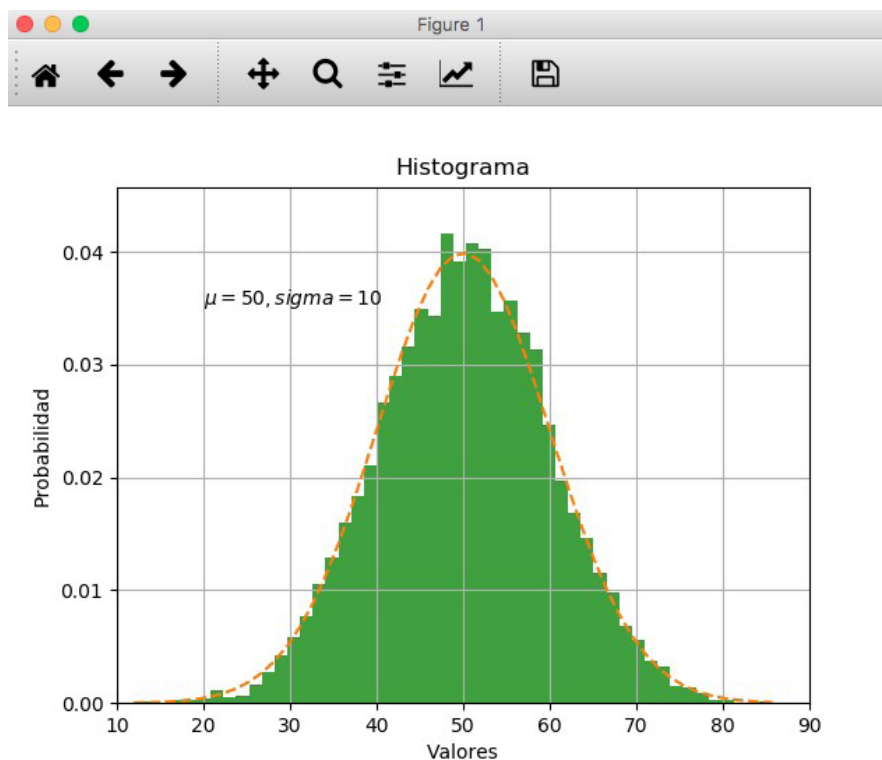 Figure 1
Histograma
0.04
μ = 50, sigma = 10
0.03
Probabilidad
0.02
0.01
0.00
10 20 30 40 50 60 70 80 90
Valores